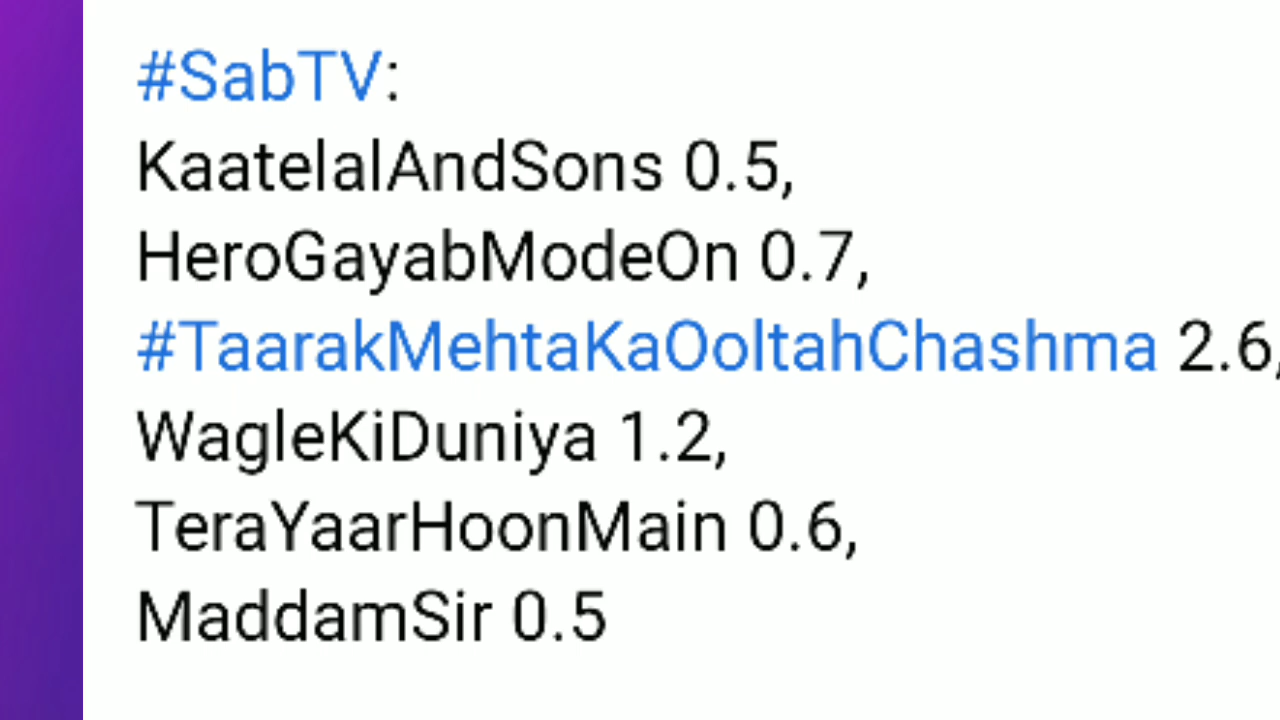 #SabTV:
KaatelalAndSons 0.5,
HeroGayabModeOn 0.7,
#TaarakMehtaKaOoltahChashma 2.6,
WagleKiDuniya 1.2,
TeraYaarHoonMain 0.6,
MaddamSir 0.5